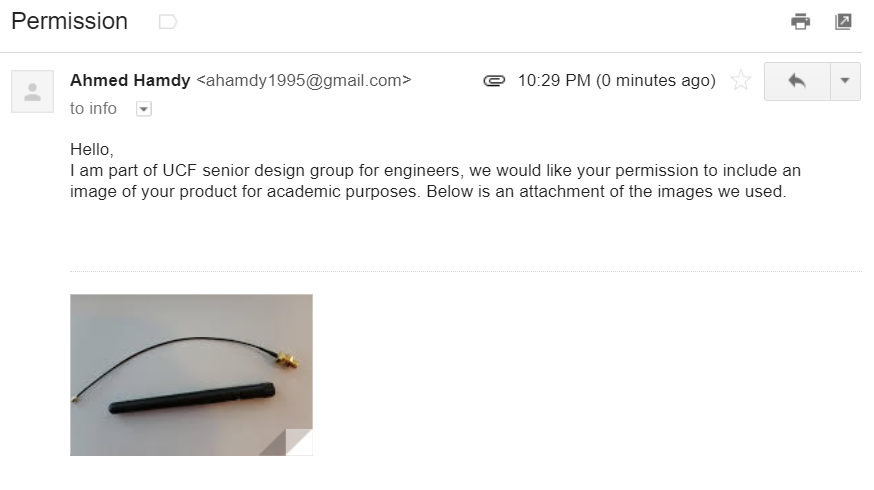 Permission
Ahmed Hamdy <ahamdy1995@gmail.com> 10:29 PM (0 minutes ago)
to info
Hello,
I am part of UCF senior design group for engineers, we would like your permission to include an
image of your product for academic purposes. Below is an attachment of the images we used.